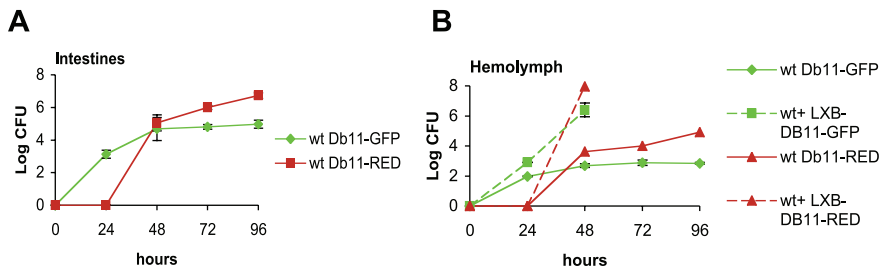 A
Intestines
Log CFU
8
6
4
2
0
0 24 48 72 96
hours
wt Db11-GFP
wt Db11-RED
B
Hemolymph
Log CFU
8
6
4
2
0
0 24 48 72 96
hours
wt Db11-GFP
wt+ LXB-
DB11-GFP
wt Db11-RED
wt+ LXB-
DB11-RED